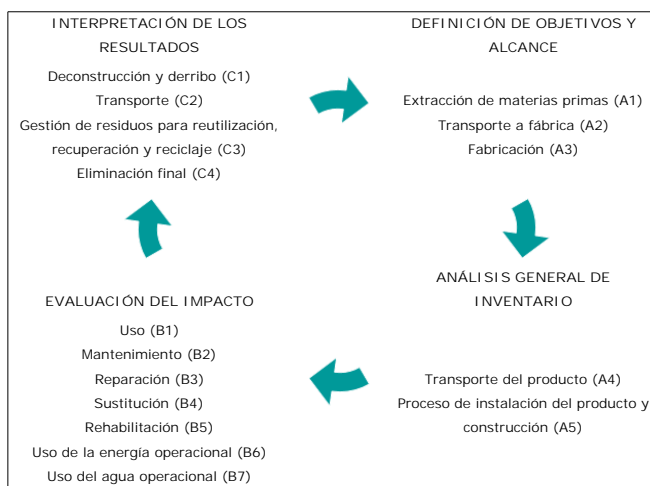 INTERPRETACIÓN DE LOS
RESULTADOS
Deconstrucción y derribo (C1)
Transporte (C2)
Gestión de residuos para reutilización,
recuperación y reciclaje (C3)
Eliminación final (C4)
DEFINICIÓN DE OBJETIVOS Y
ALCANCE
Extracción de materias primas (A1)
Transporte a fábrica (A2)
Fabricación (A3)
EVALUACIÓN DEL IMPACTO
Uso (B1)
Mantenimiento (B2)
Reparación (B3)
Sustitución (B4)
Rehabilitación (B5)
Uso de la energía operacional (B6)
Uso del agua operacional (B7)
ANÁLISIS GENERAL DE
INVENTARIO
Transporte del producto (A4)
Proceso de instalación del producto y
construcción (A5)